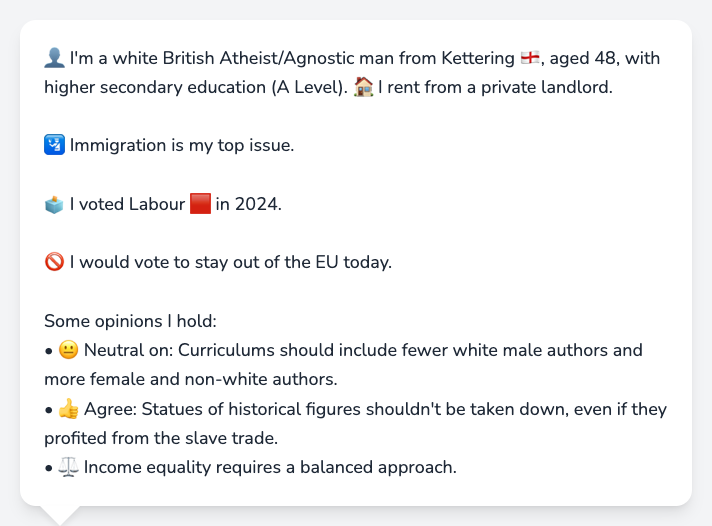 👤 I'm a white British Atheist/Agnostic man from Kettering 🏴󠁧󠁢󠁥󠁮󠁧󠁿, aged 48, with
higher secondary education (A Level). 🏠 I rent from a private landlord.
🛂 Immigration is my top issue.
🗳️ I voted Labour 🟥 in 2024.
🚫 I would vote to stay out of the EU today.
Some opinions I hold:
• 😐 Neutral on: Curriculums should include fewer white male authors and
more female and non-white authors.
• 👍 Agree: Statues of historical figures shouldn't be taken down, even if they
profited from the slave trade.
• ⚖️ Income equality requires a balanced approach.